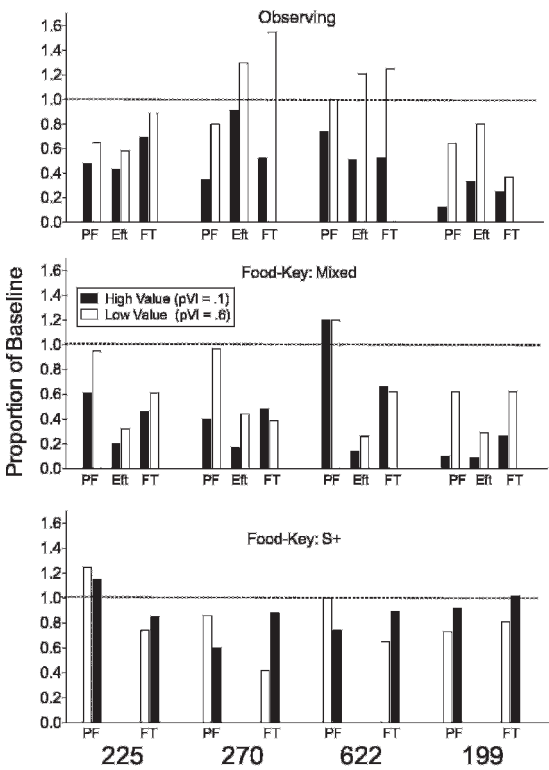 Observing
1.6
1.4
1.2
1.0
0.8
0.6
0.4
0.2
0.0
PF Eft FT PF Eft FT PF Eft FT PF Eft FT
Proportion of Baseline
Food-Key: Mixed
1.6
1.4
1.2
1.0
0.8
0.6
0.4
0.2
0.0
High Value (pVI = .1)
Low Value (pVI = .6)
PF Eft FT PF Eft FT PF Eft FT PF Eft FT
Food-Key: S+
1.6
1.4
1.2
1.0
0.8
0.6
0.4
0.2
0.0
PF FT PF FT PF FT PF FT
225 270 622 199